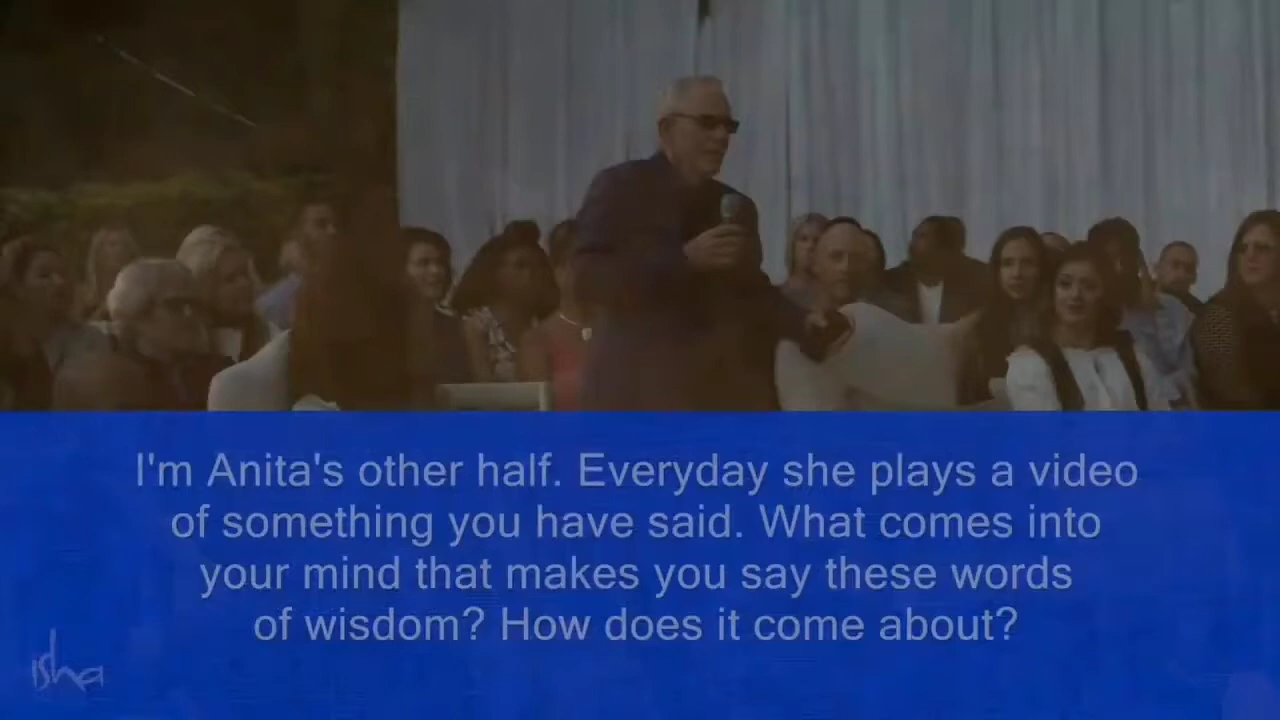 I'm Anita's other half. Everyday she plays a video
of something you have said. What comes into
your mind that makes you say these words
of wisdom? How does it come about?
isha